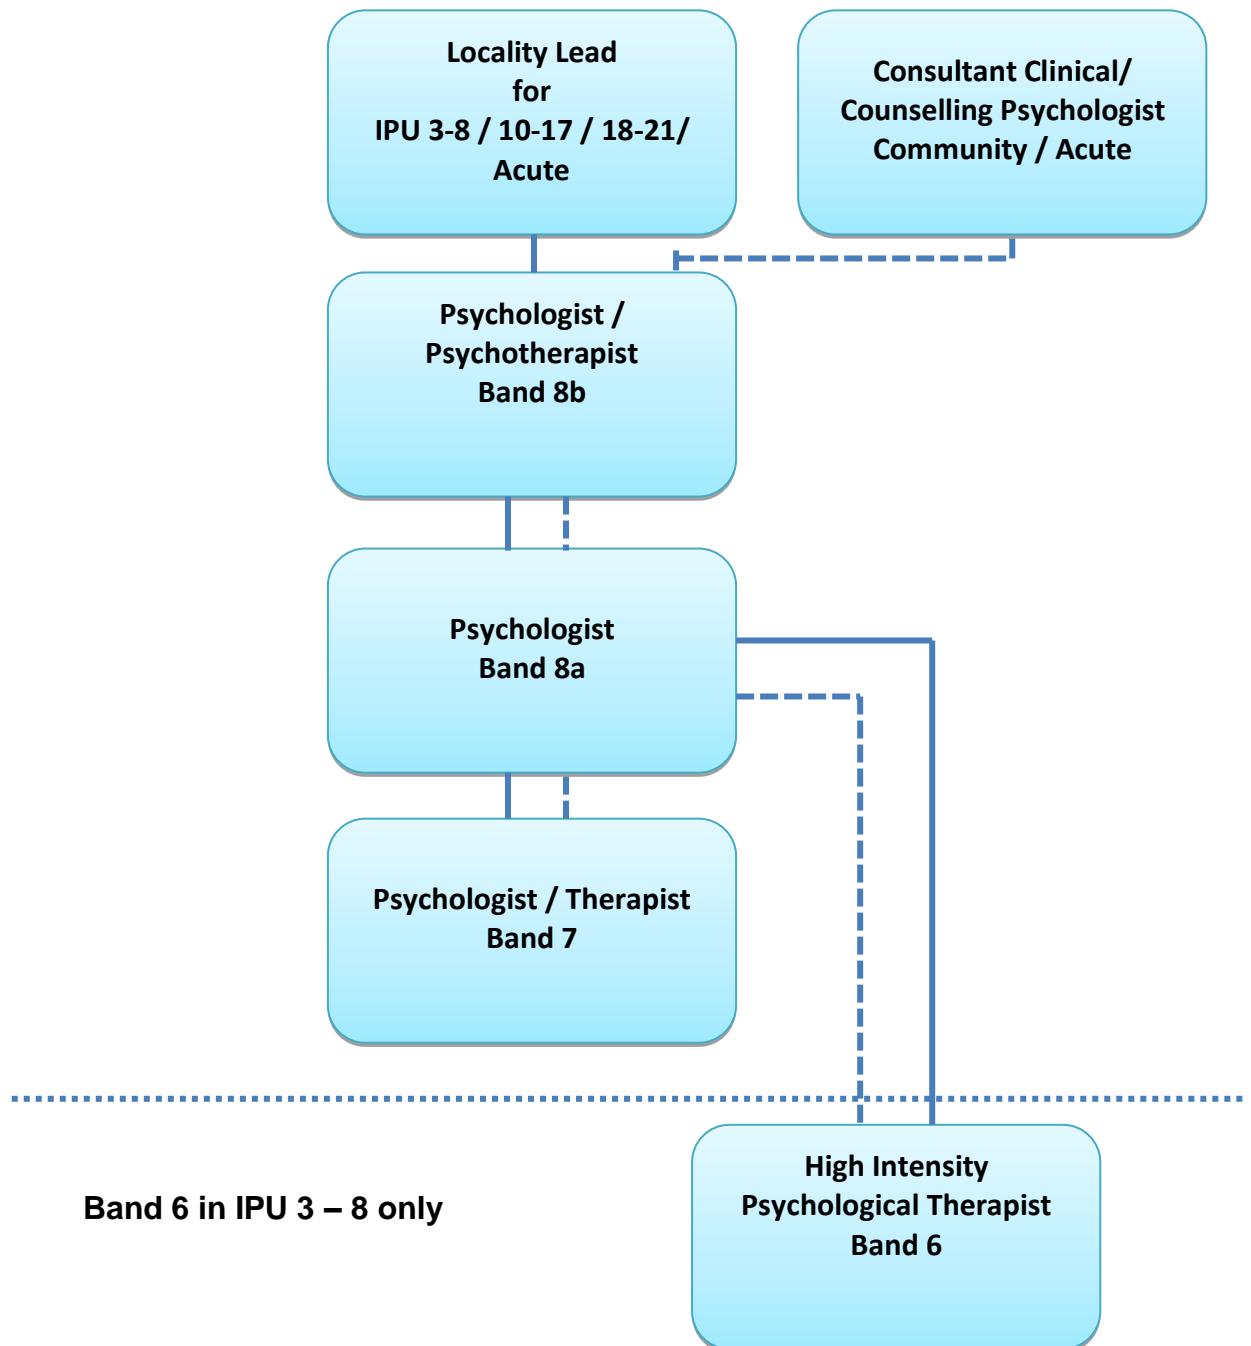 Locality Lead
for
IPU 3-8 / 10-17 / 18-21/
Acute
Consultant Clinical/
Counselling Psychologist
Community / Acute
Psychologist /
Psychotherapist
Band 8b
Psychologist
Band 8a
Psychologist / Therapist
Band 7
High Intensity
Psychological Therapist
Band 6
Band 6 in IPU 3 – 8 only